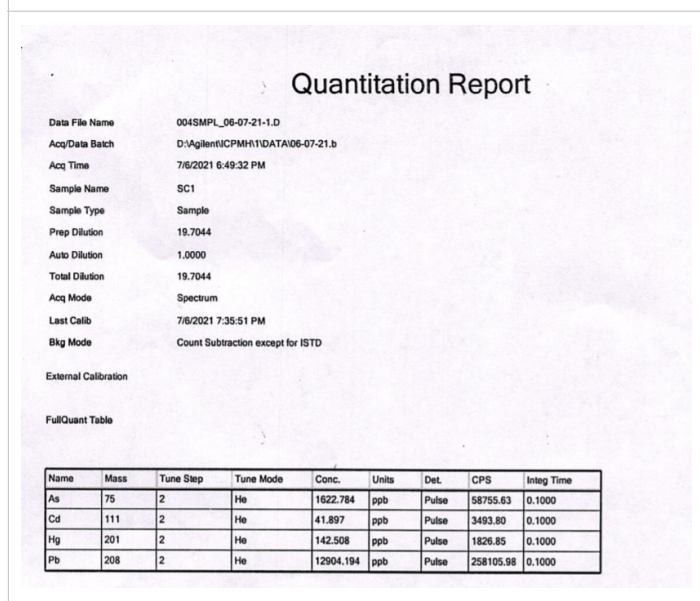 Quantitation Report
Data File Name 004SMPL_06-07-21-1.D
Acq/Data Batch D:\Agilent\ICPMH\1\DATA\06-07-21.b
Acq Time 7/6/2021 6:49:32 PM
Sample Name SC1
Sample Type Sample
Prep Dilution 19.7044
Auto Dilution 1.0000
Total Dilution 19.7044
Acq Mode Spectrum
Last Calib 7/6/2021 7:35:51 PM
Bkg Mode Count Subtraction except for ISTD
External Calibration
FullQuant Table
Name Mass Tune Step Tune Mode Conc. Units Det. CPS Integ Time
As 75 2 He 1622.784 ppb Pulse 58755.63 0.1000
Cd 111 2 He 41.897 ppb Pulse 3493.80 0.1000
Hg 201 2 He 142.508 ppb Pulse 1826.85 0.1000
Pb 208 2 He 12904.194 ppb Pulse 258105.98 0.1000